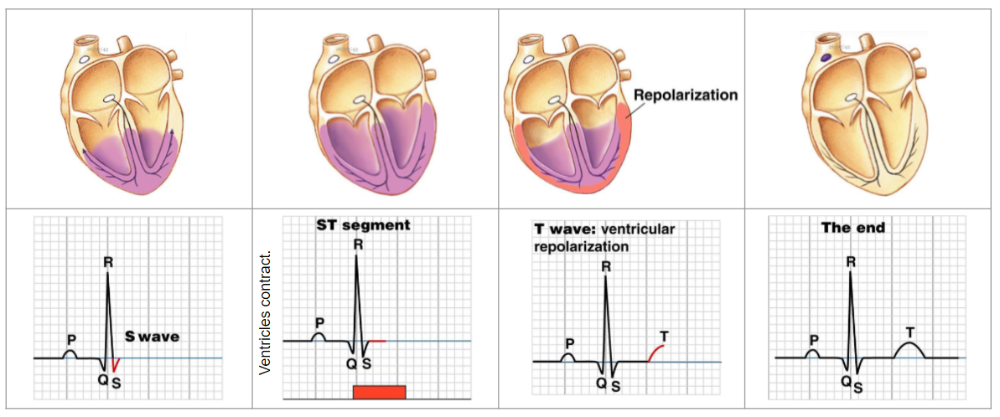 Repolarization
R
P
S wave
Q
S
Ventricles contract.
ST segment
R
P
Q
S
T wave: ventricular
repolarization
R
P
T
Q
S
The end
R
P
T
Q
S